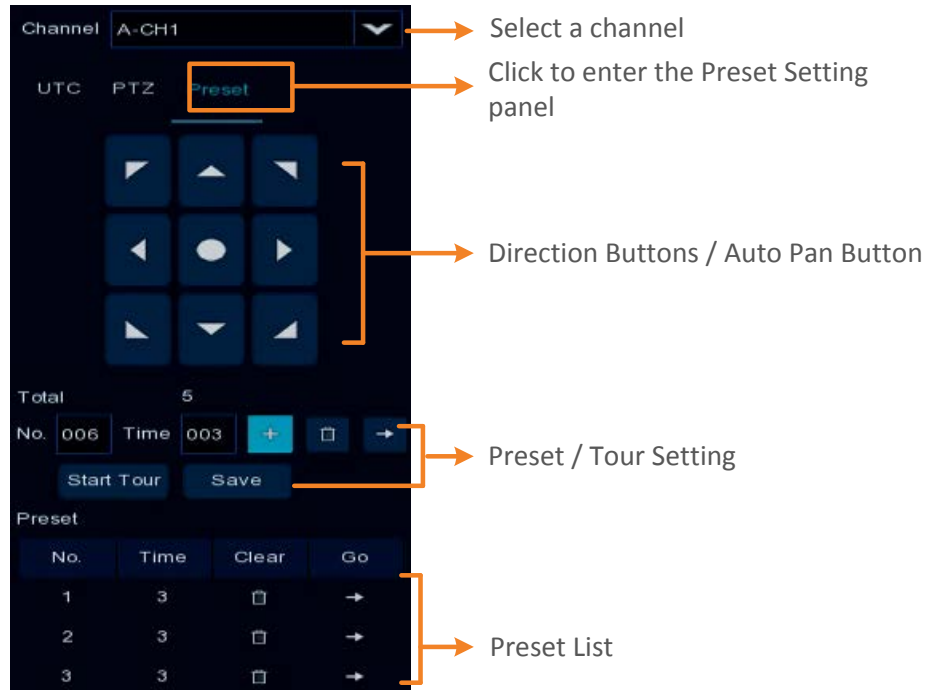 Channel A-CH1
Select a channel
UTC PTZ Preset
Click to enter the Preset Setting
panel
Direction Buttons / Auto Pan Button
Total 5
No. 006 Time 003 +
Preset / Tour Setting
Start Tour Save
Preset
No. Time Clear Go
1 3
2 3
Preset List
3 3